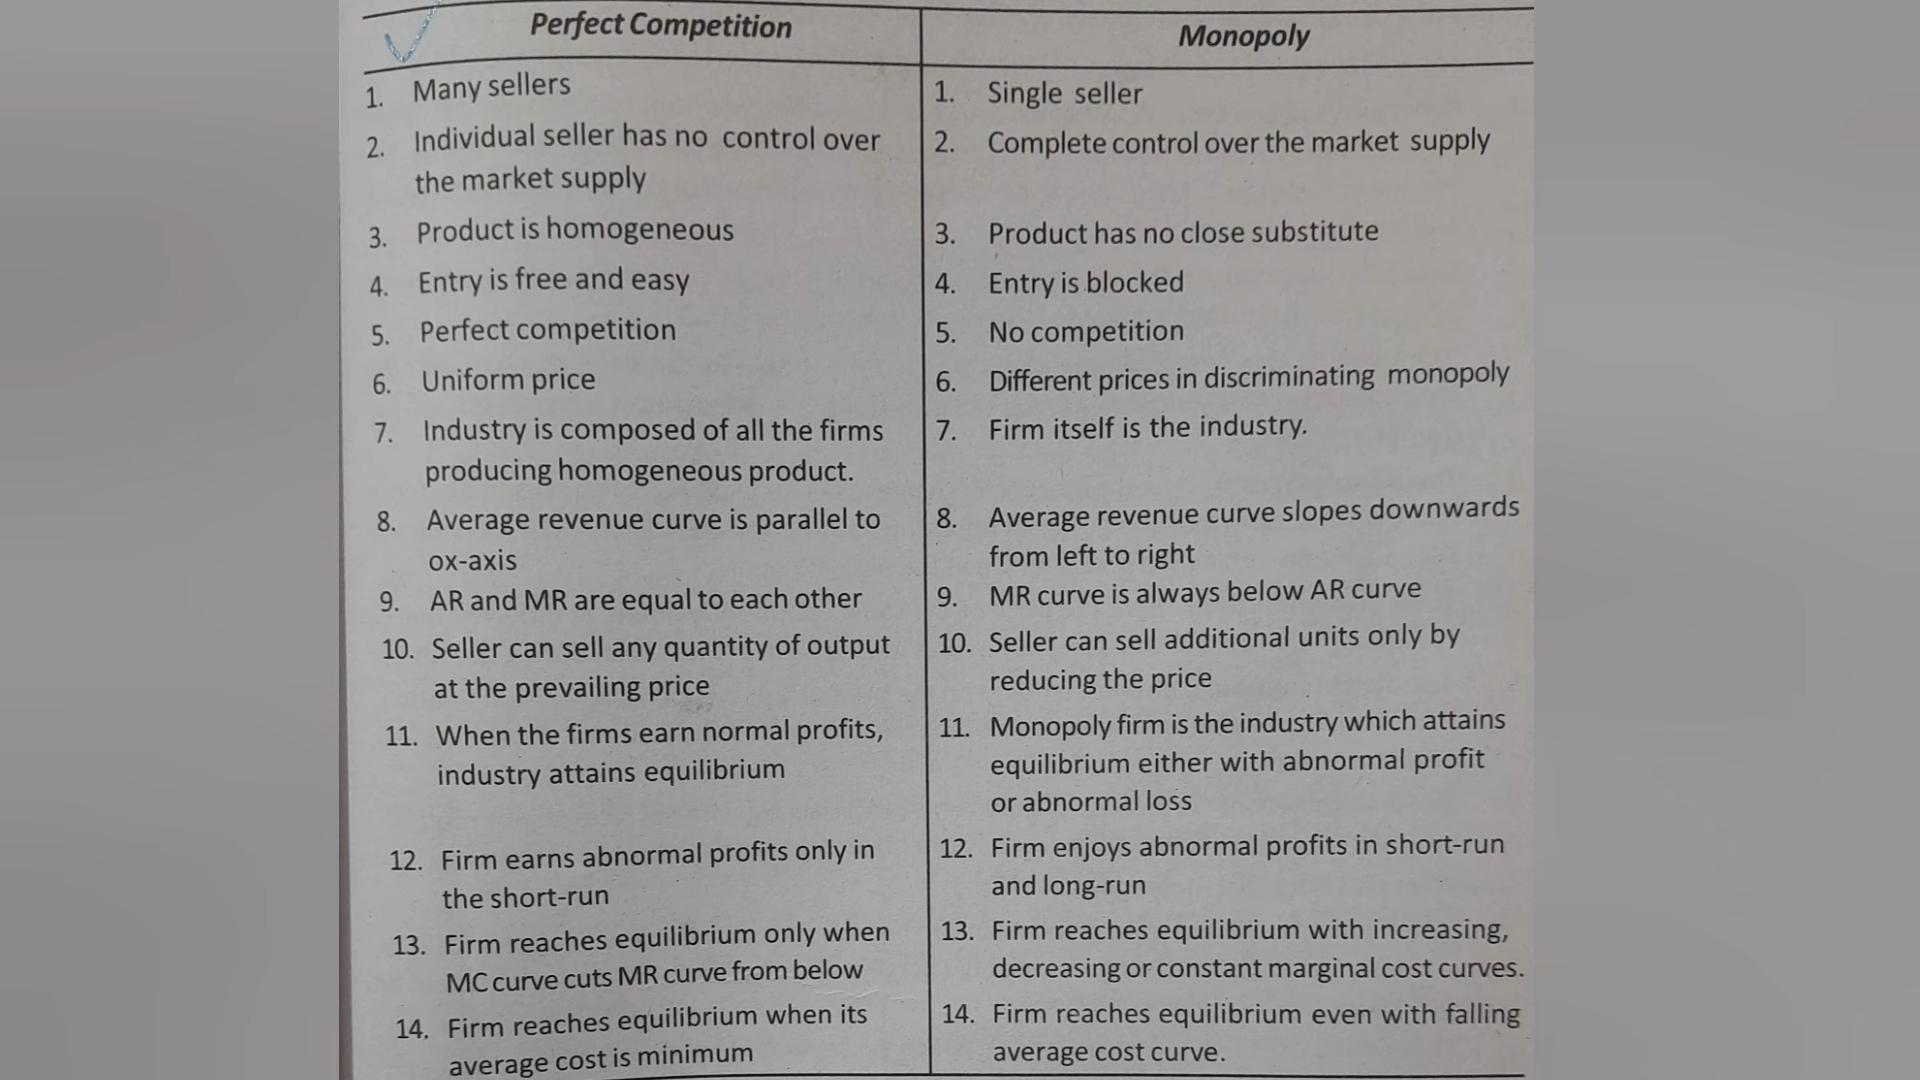 Perfect Competition
1. Many sellers
2. Individual seller has no control over
the market supply
3. Product is homogeneous
4. Entry is free and easy
5. Perfect competition
6. Uniform price
7. Industry is composed of all the firms
producing homogeneous product.
8. Average revenue curve is parallel to
ox-axis
9. AR and MR are equal to each other
10. Seller can sell any quantity of output
at the prevailing price
11. When the firms earn normal profits,
industry attains equilibrium
12. Firm earns abnormal profits only in
the short-run
13. Firm reaches equilibrium only when
MC curve cuts MR curve from below
14. Firm reaches equilibrium when its
average cost is minimum
Monopoly
1. Single seller
2. Complete control over the market supply
3. Product has no close substitute
4. Entry is blocked
5. No competition
6. Different prices in discriminating monopoly
7. Firm itself is the industry.
8. Average revenue curve slopes downwards
from left to right
9. MR curve is always below AR curve
10. Seller can sell additional units only by
reducing the price
11. Monopoly firm is the industry which attains
equilibrium either with abnormal profit
or abnormal loss
12. Firm enjoys abnormal profits in short-run
and long-run
13. Firm reaches equilibrium with increasing,
decreasing or constant marginal cost curves.
14. Firm reaches equilibrium even with falling
average cost curve.